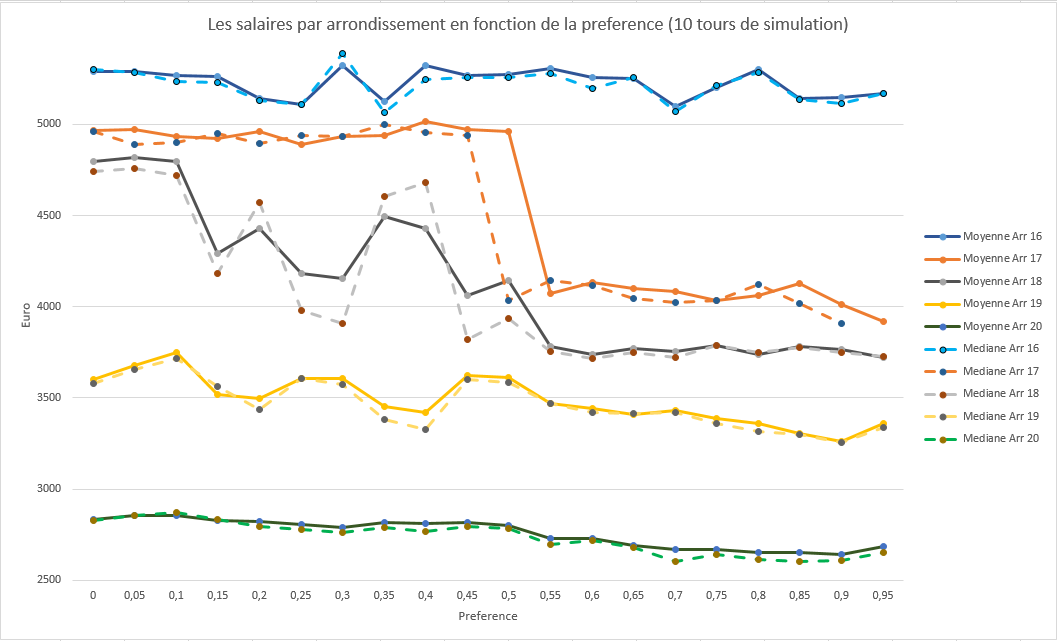 Les salaires par arrondissement en fonction de la preference (10 tours de simulation)
5000
4500
4000
3500
3000
2500
Euro
0 0,05 0,1 0,15 0,2 0,25 0,3 0,35 0,4 0,45 0,5 0,55 0,6 0,65 0,7 0,75 0,8 0,85 0,9 0,95
Preference
Moyenne Arr 16
Moyenne Arr 17
Moyenne Arr 18
Moyenne Arr 19
Moyenne Arr 20
Mediane Arr 16
Mediane Arr 17
Mediane Arr 18
Mediane Arr 19
Mediane Arr 20